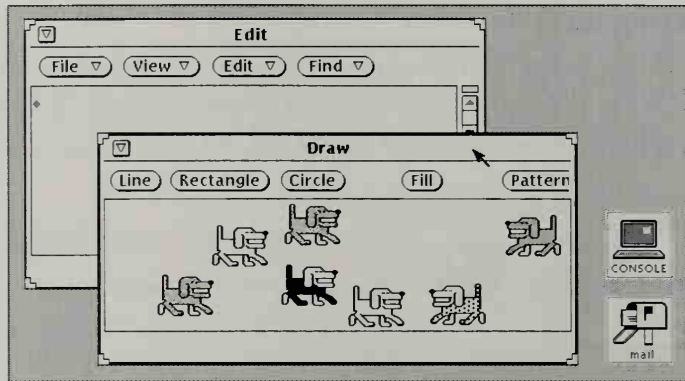 Edit
File View Edit Find
Draw
Line Rectangle Circle Fill Pattern
CONSOLE
mail